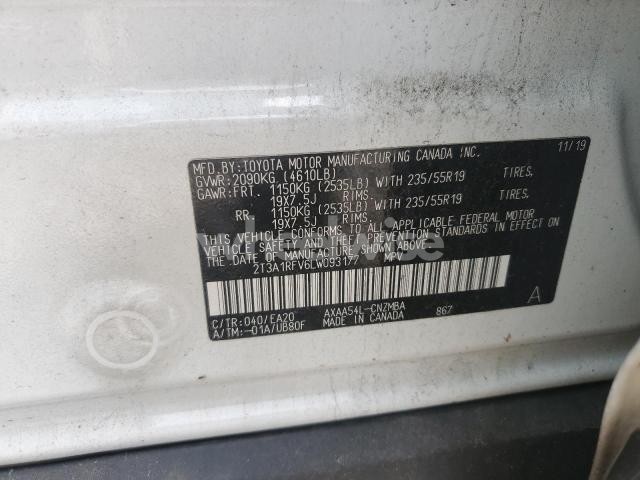 MFD. BY:TOYOTA MOTOR MANUFACTURING CANADA INC. 11/19
GVWR:2090KG (4610LB)
GAWR:FRT. 1150KG (2535LB) WITH 235/55R19 TIRES.
19X7.5J RIMS.
RR. 1150KG (2535LB) WITH 235/55R19 TIRES.
19X7.5J RIMS.
THIS VEHICLE CONFORMS TO ALL APPLICABLE FEDERAL MOTOR
VEHICLE SAFETY AND THEFT PREVENTION STANDARDS IN EFFECT ON
THE DATE OF MANUFACTURE SHOWN ABOVE.
2T3A1RFV6LW093177 MPV
A
C/TR:040/EA20 AXAA54L-CNZMBA 867
A/TM:-01A/UB80F MADE IN CANADA